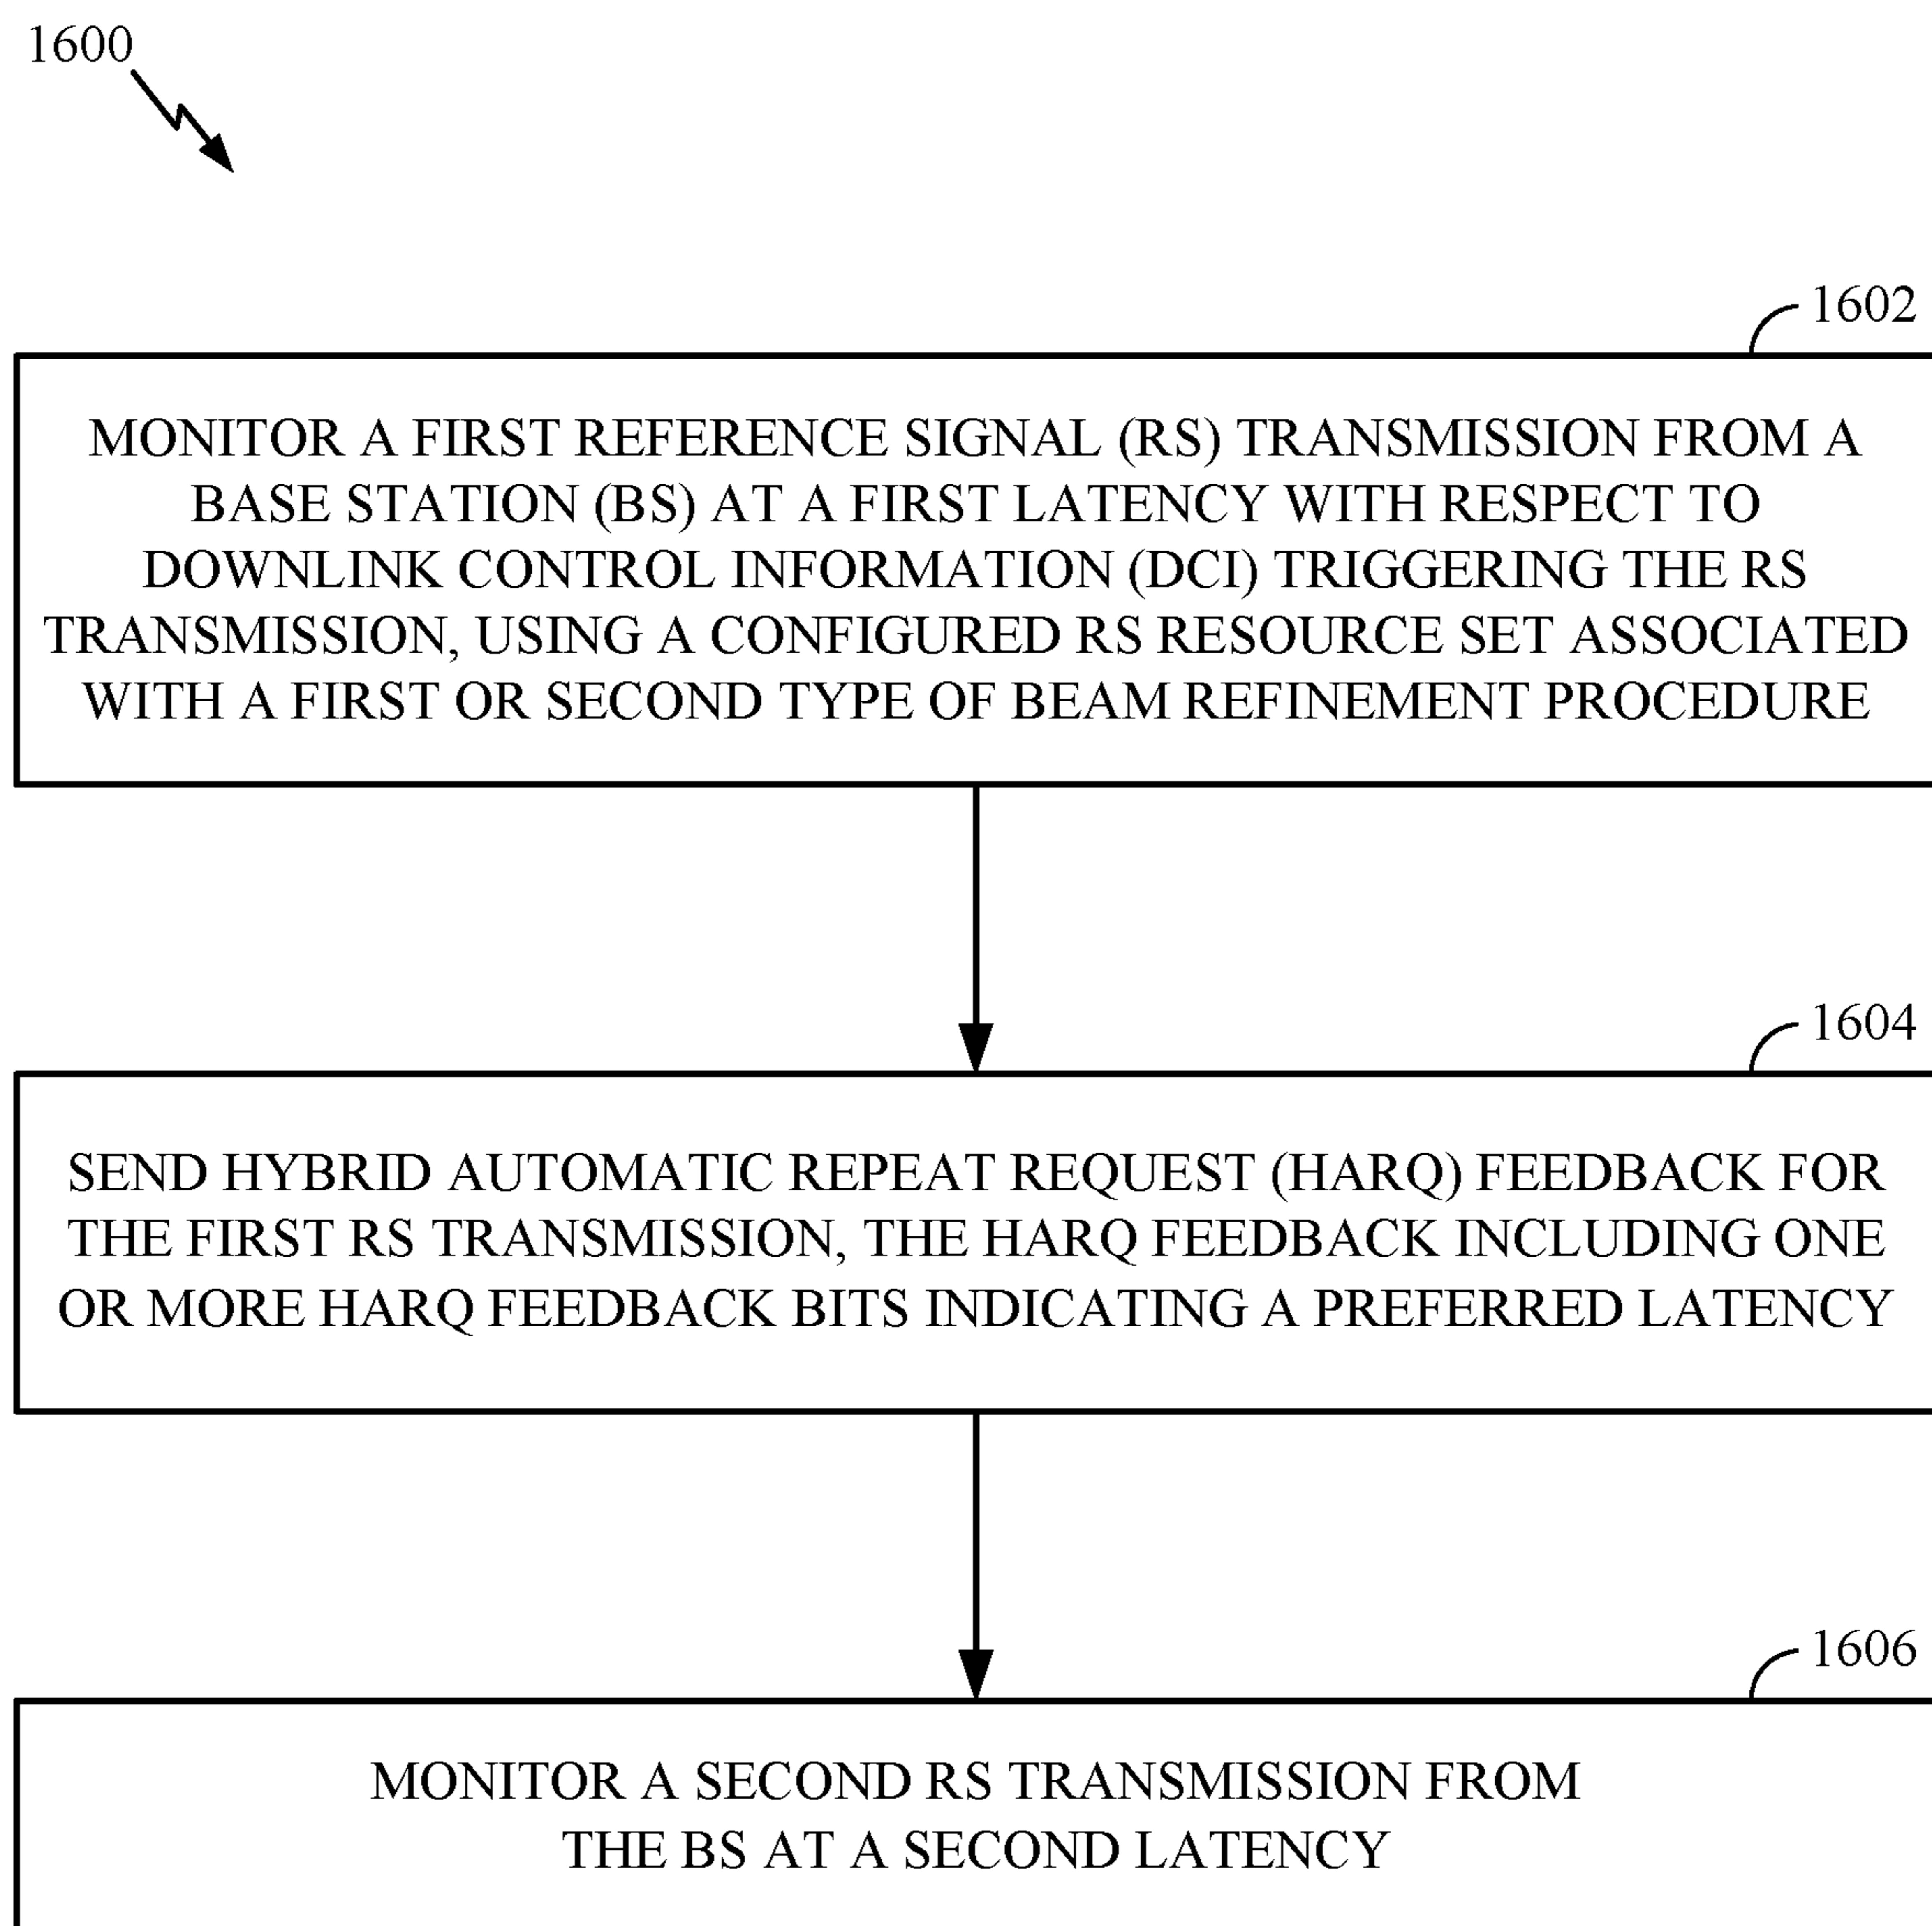 1600
1602
MONITOR A FIRST REFERENCE SIGNAL (RS) TRANSMISSION FROM A
BASE STATION (BS) AT A FIRST LATENCY WITH RESPECT TO
DOWNLINK CONTROL INFORMATION (DCI) TRIGGERING THE RS
TRANSMISSION, USING A CONFIGURED RS RESOURCE SET ASSOCIATED
WITH A FIRST OR SECOND TYPE OF BEAM REFINEMENT PROCEDURE
1604
SEND HYBRID AUTOMATIC REPEAT REQUEST (HARQ) FEEDBACK FOR
THE FIRST RS TRANSMISSION, THE HARQ FEEDBACK INCLUDING ONE
OR MORE HARQ FEEDBACK BITS INDICATING A PREFERRED LATENCY
1606
MONITOR A SECOND RS TRANSMISSION FROM
THE BS AT A SECOND LATENCY